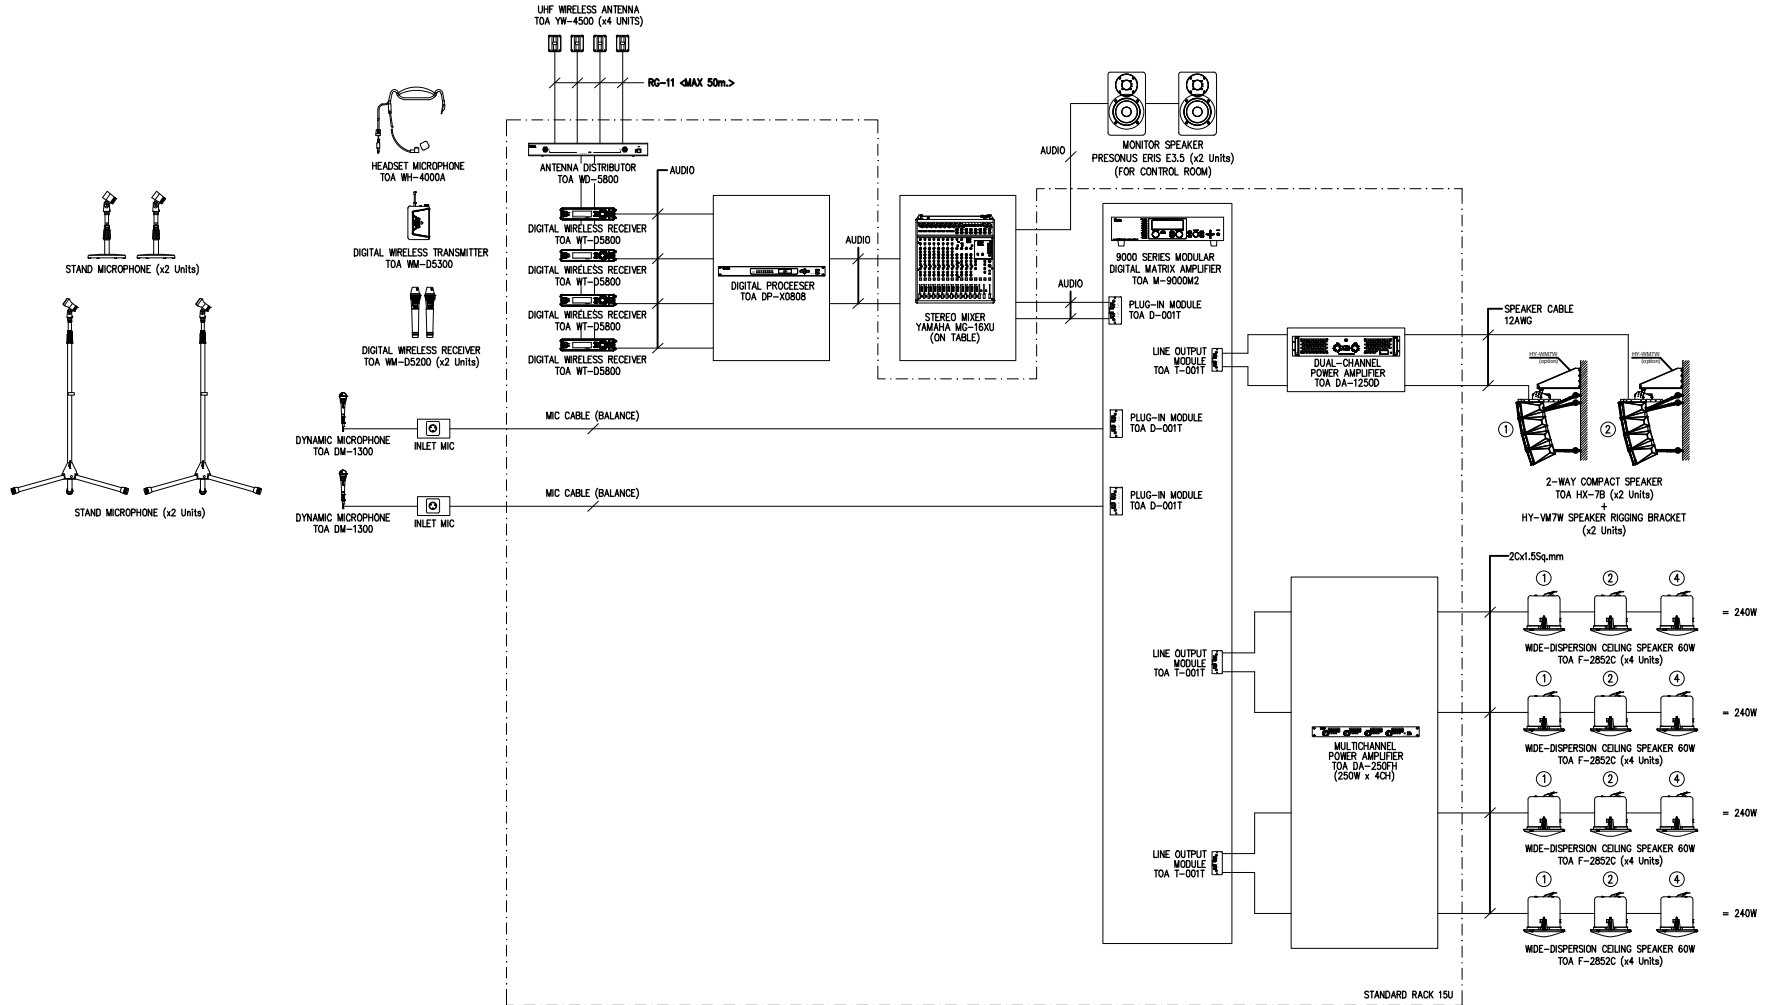 UHF WIRELESS ANTENNA
TOA YW-4500 (x4 UNITS)
RG-11 <MAX 50m.>
HEADSET MICROPHONE
TOA WH-4000A
STAND MICROPHONE (x2 Units)
DIGITAL WIRELESS TRANSMITTER
TOA WM-D5300
DIGITAL WIRELESS RECEIVER
TOA WM-D5200 (x2 Units)
STAND MICROPHONE (x2 Units)
DYNAMIC MICROPHONE
TOA DM-1300
INLET MIC
MIC CABLE (BALANCE)
DYNAMIC MICROPHONE
TOA DM-1300
INLET MIC
MIC CABLE (BALANCE)
ANTENNA DISTRIBUTOR
TOA WD-5800
AUDIO
DIGITAL WIRELESS RECEIVER
TOA WT-D5800
DIGITAL WIRELESS RECEIVER
TOA WT-D5800
DIGITAL WIRELESS RECEIVER
TOA WT-D5800
DIGITAL WIRELESS RECEIVER
TOA WT-D5800
DIGITAL PROCEESER
TOA DP-X0808
AUDIO
STEREO MIXER
YAMAHA MG-16XU
(ON TABLE)
AUDIO
MONITOR SPEAKER
PRESONUS ERIS E3.5 (x2 Units)
(FOR CONTROL ROOM)
AUDIO
9000 SERIES MODULAR
DIGITAL MATRIX AMPLIFIER
TOA M-9000M2
PLUG-IN MODULE
TOA D-001T
LINE OUTPUT
MODULE
TOA T-001T
PLUG-IN MODULE
TOA D-001T
PLUG-IN MODULE
TOA D-001T
LINE OUTPUT
MODULE
TOA T-001T
LINE OUTPUT
MODULE
TOA T-001T
DUAL-CHANNEL
POWER AMPLIFIER
TOA DA-1250D
SPEAKER CABLE
12AWG
HY-WM7W
(option)
HY-WM7W
(option)
1
2
2-WAY COMPACT SPEAKER
TOA HX-7B (x2 Units)
+
HY-VM7W SPEAKER RIGGING BRACKET
(x2 Units)
MULTICHANNEL
POWER AMPLIFIER
TOA DA-250FH
(250W x 4CH)
2Cx1.5Sq.mm
1 2 4
= 240W
WIDE-DISPERSION CEILING SPEAKER 60W
TOA F-2852C (x4 Units)
1 2 4
= 240W
WIDE-DISPERSION CEILING SPEAKER 60W
TOA F-2852C (x4 Units)
1 2 4
= 240W
WIDE-DISPERSION CEILING SPEAKER 60W
TOA F-2852C (x4 Units)
1 2 4
= 240W
WIDE-DISPERSION CEILING SPEAKER 60W
TOA F-2852C (x4 Units)
STANDARD RACK 15U